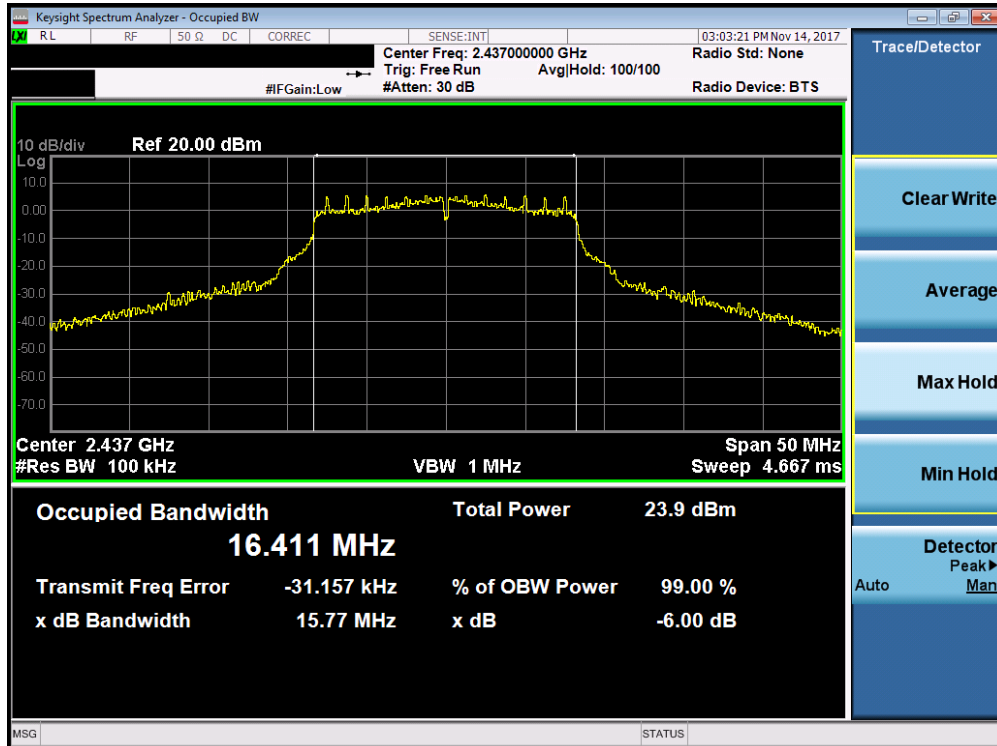 Keysight Spectrum Analyzer - Occupied BW
LXI RL RF 50 Ω DC CORREC SENSE:INT 03:03:21 PM Nov 14, 2017
Center Freq: 2.437000000 GHz Radio Std: None
Trig: Free Run Avg|Hold: 100/100
#IFGain:Low #Atten: 30 dB Radio Device: BTS
10 dB/div Ref 20.00 dBm
Log
10.0
0.00
-10.0
-20.0
-30.0
-40.0
-50.0
-60.0
-70.0
Center 2.437 GHz Span 50 MHz
#Res BW 100 kHz VBW 1 MHz Sweep 4.667 ms
Occupied Bandwidth Total Power 23.9 dBm
16.411 MHz
Transmit Freq Error -31.157 kHz % of OBW Power 99.00 %
x dB Bandwidth 15.77 MHz x dB -6.00 dB
MSG STATUS
Trace/Detector
Clear Write
Average
Max Hold
Min Hold
Detector
Peak▶
Auto Man